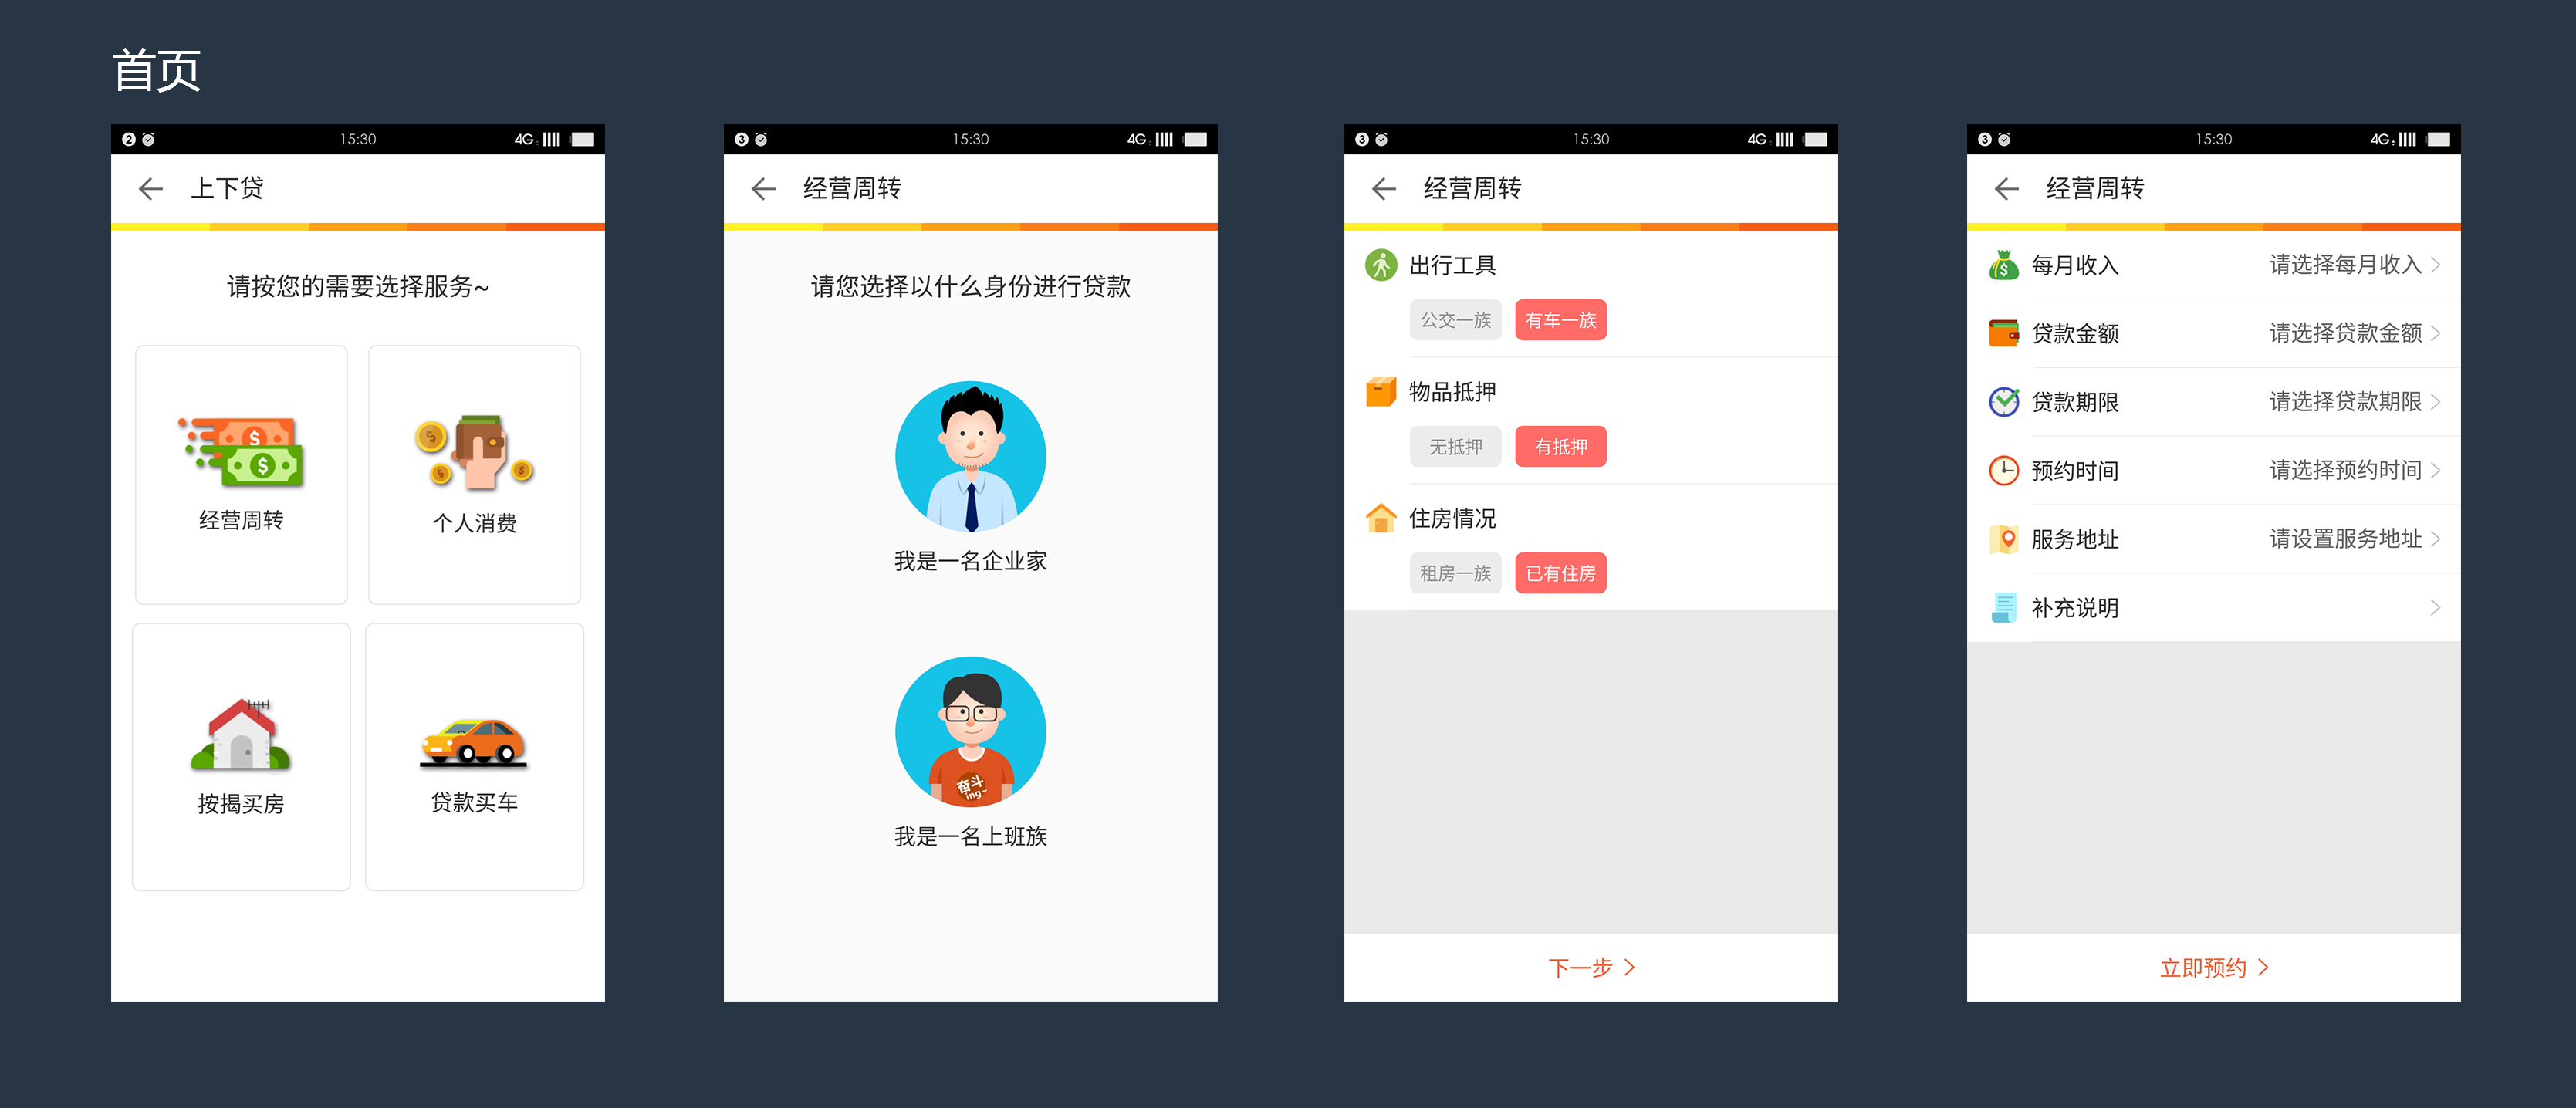 首页
2 15:30 4G
上下贷
请按您的需要选择服务~
经营周转
个人消费
按揭买房
贷款买车
3 15:30 4G
经营周转
请您选择以什么身份进行贷款
我是一名企业家
奋斗
ing~
我是一名上班族
3 15:30 4G
经营周转
出行工具
公交一族 有车一族
物品抵押
无抵押 有抵押
住房情况
租房一族 已有住房
下一步
3 15:30 4G
经营周转
每月收入 请选择每月收入
贷款金额 请选择贷款金额
贷款期限 请选择贷款期限
预约时间 请选择预约时间
服务地址 请设置服务地址
补充说明
立即预约